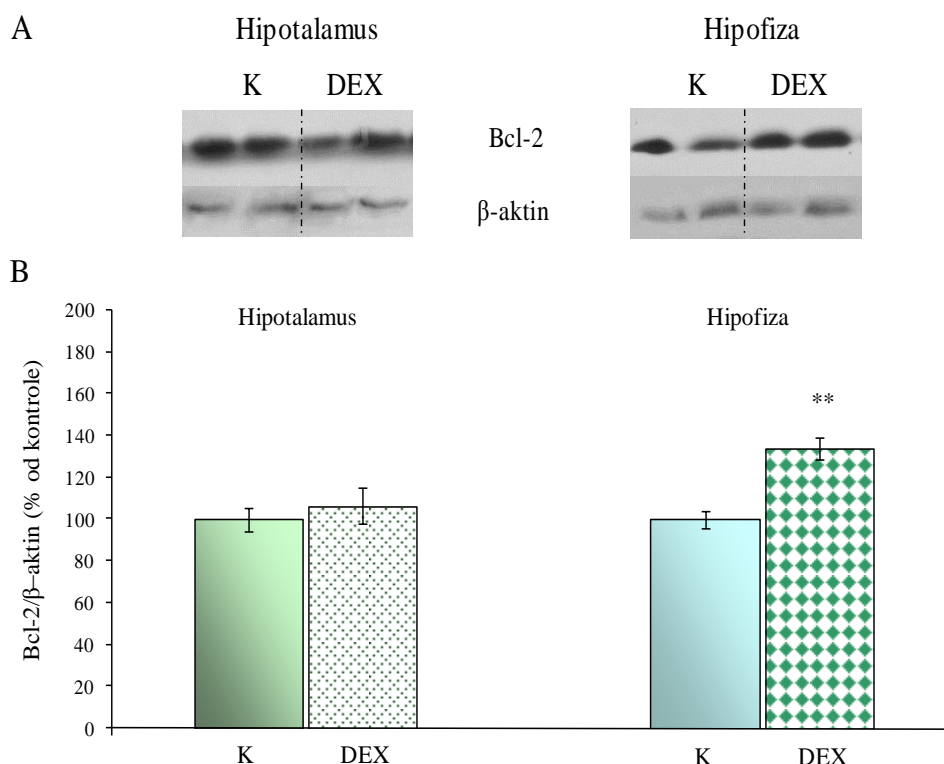 A
Hipotalamus
Hipofiza
K DEX
K DEX
Bcl-2
β-aktin
B
Hipotalamus
Hipofiza
Bcl-2/β–aktin (% od kontrole)
200
180
160
140
120
100
80
60
40
20
0
**
K
DEX
K
DEX